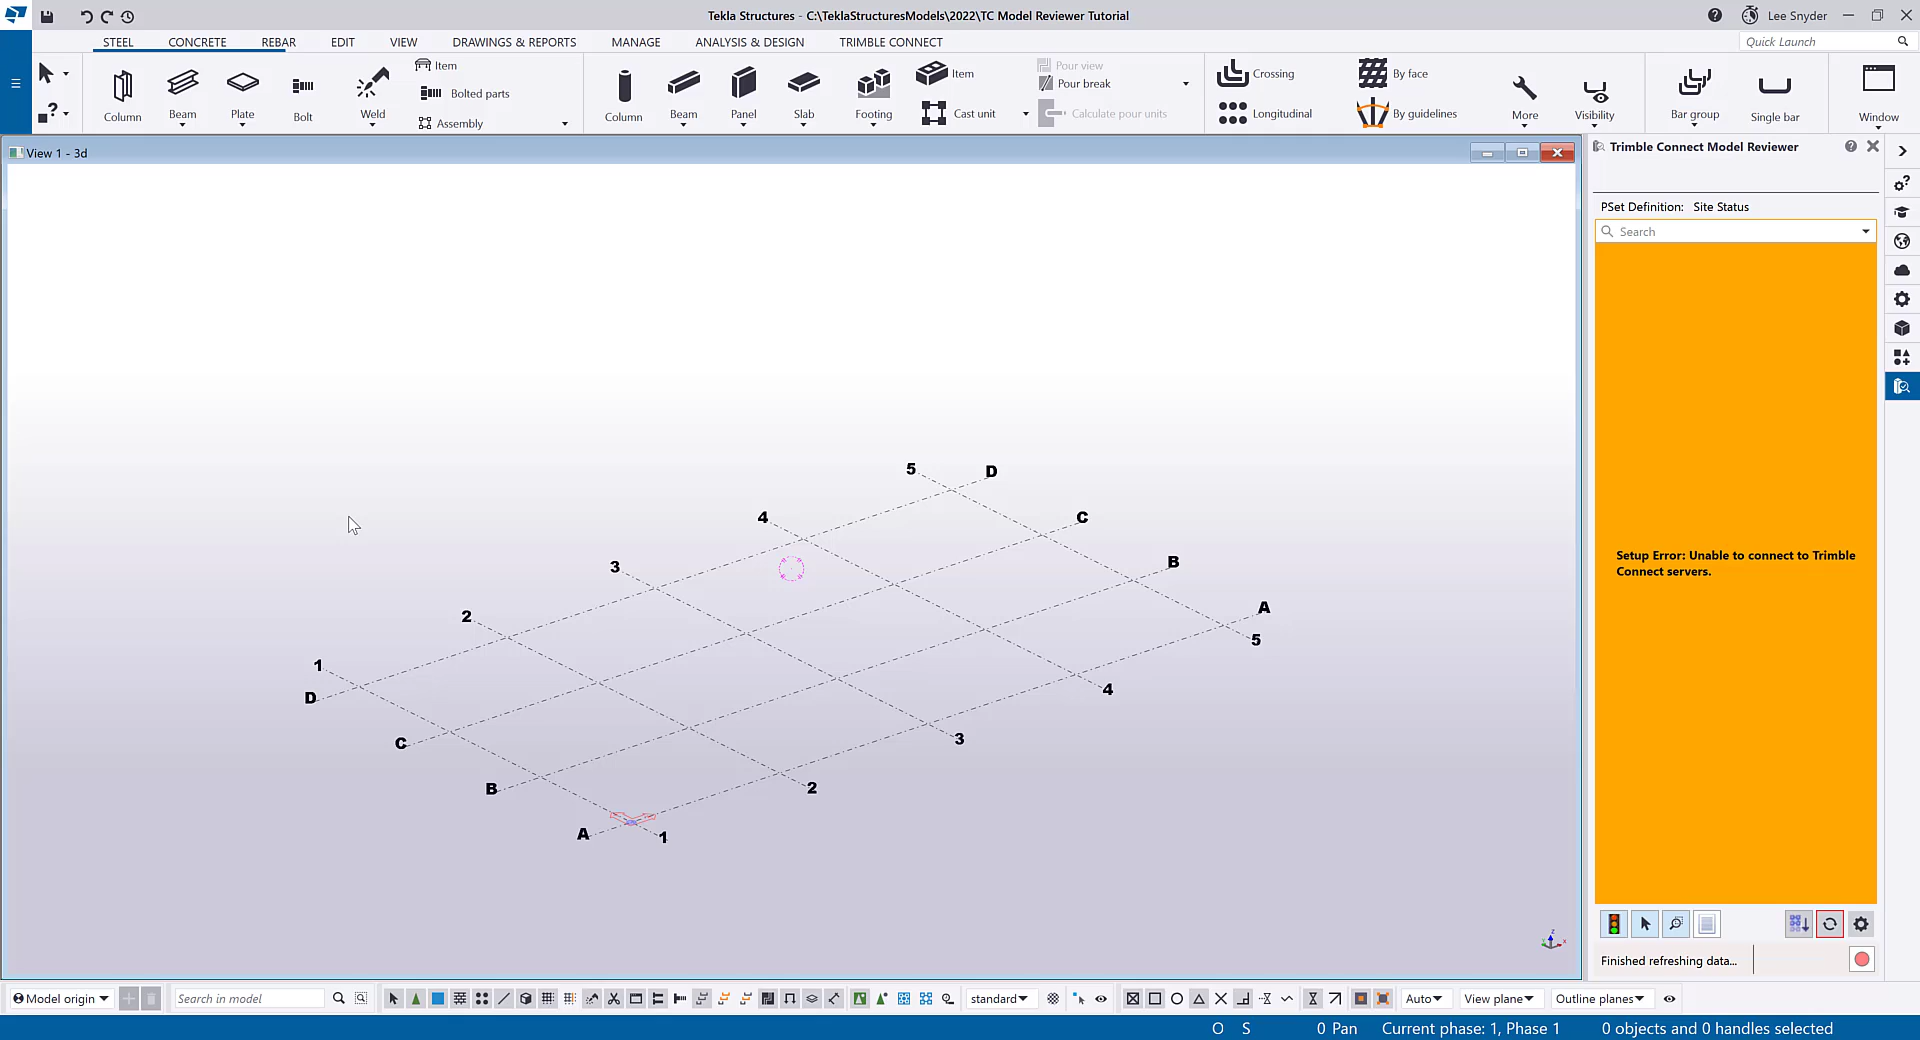 Tekla Structures - C:\TeklaStructuresModels\2022\TC Model Reviewer Tutorial
Lee Snyder
STEEL CONCRETE REBAR EDIT VIEW DRAWINGS & REPORTS MANAGE ANALYSIS & DESIGN TRIMBLE CONNECT
Quick Launch
Column
Beam
Plate
Bolt
Weld
Item
Bolted parts
Assembly
Column
Beam
Panel
Slab
Footing
Item
Cast unit
Pour view
Pour break
Calculate pour units
Crossing
Longitudinal
By face
By guidelines
More
Visibility
Bar group
Single bar
Window
View 1 - 3d
Trimble Connect Model Reviewer
PSet Definition: Site Status
Search
5 D
4 C
3 B
2 A
5
1
D 4
C 3
B 2
A 1
Setup Error: Unable to connect to Trimble
Connect servers.
Finished refreshing data...
Model origin
Search in model
standard
Auto
View plane
Outline planes
O S 0 Pan Current phase: 1, Phase 1 0 objects and 0 handles selected